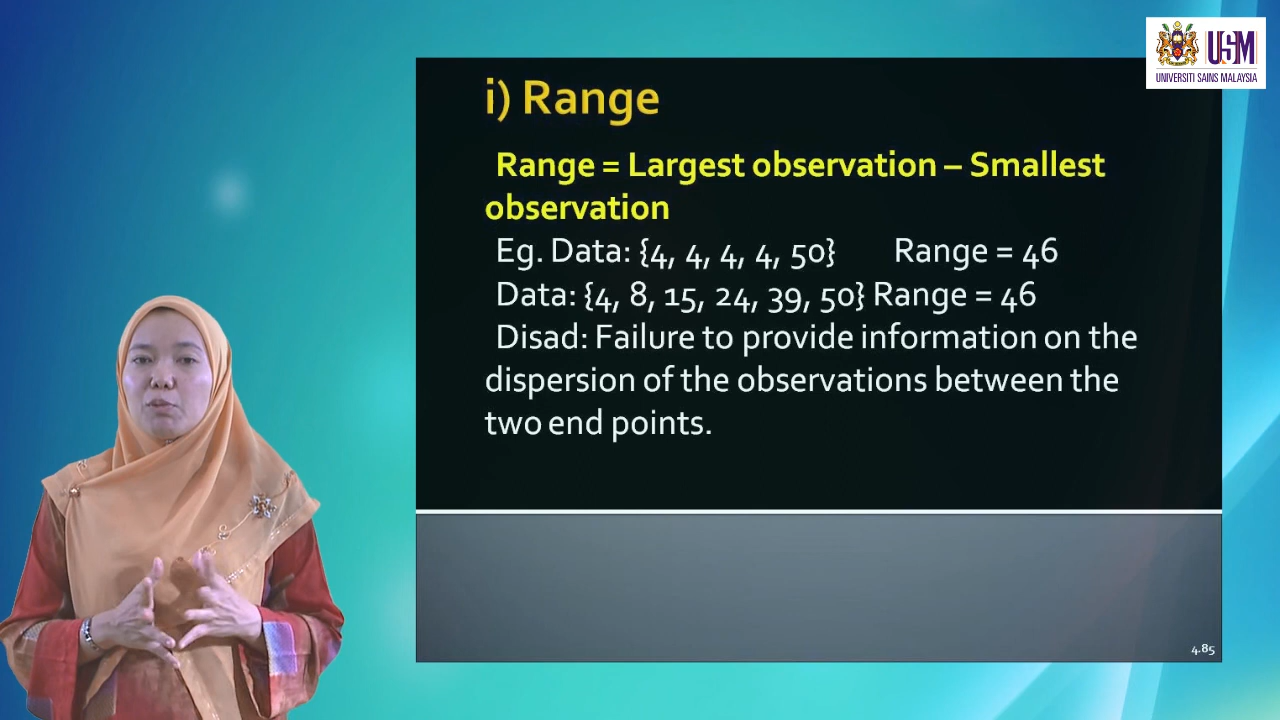 USM
UNIVERSITI SAINS MALAYSIA
i) Range
Range = Largest observation – Smallest
observation
Eg. Data: {4, 4, 4, 4, 50} Range = 46
Data: {4, 8, 15, 24, 39, 50} Range = 46
Disad: Failure to provide information on the
dispersion of the observations between the
two end points.
4.85